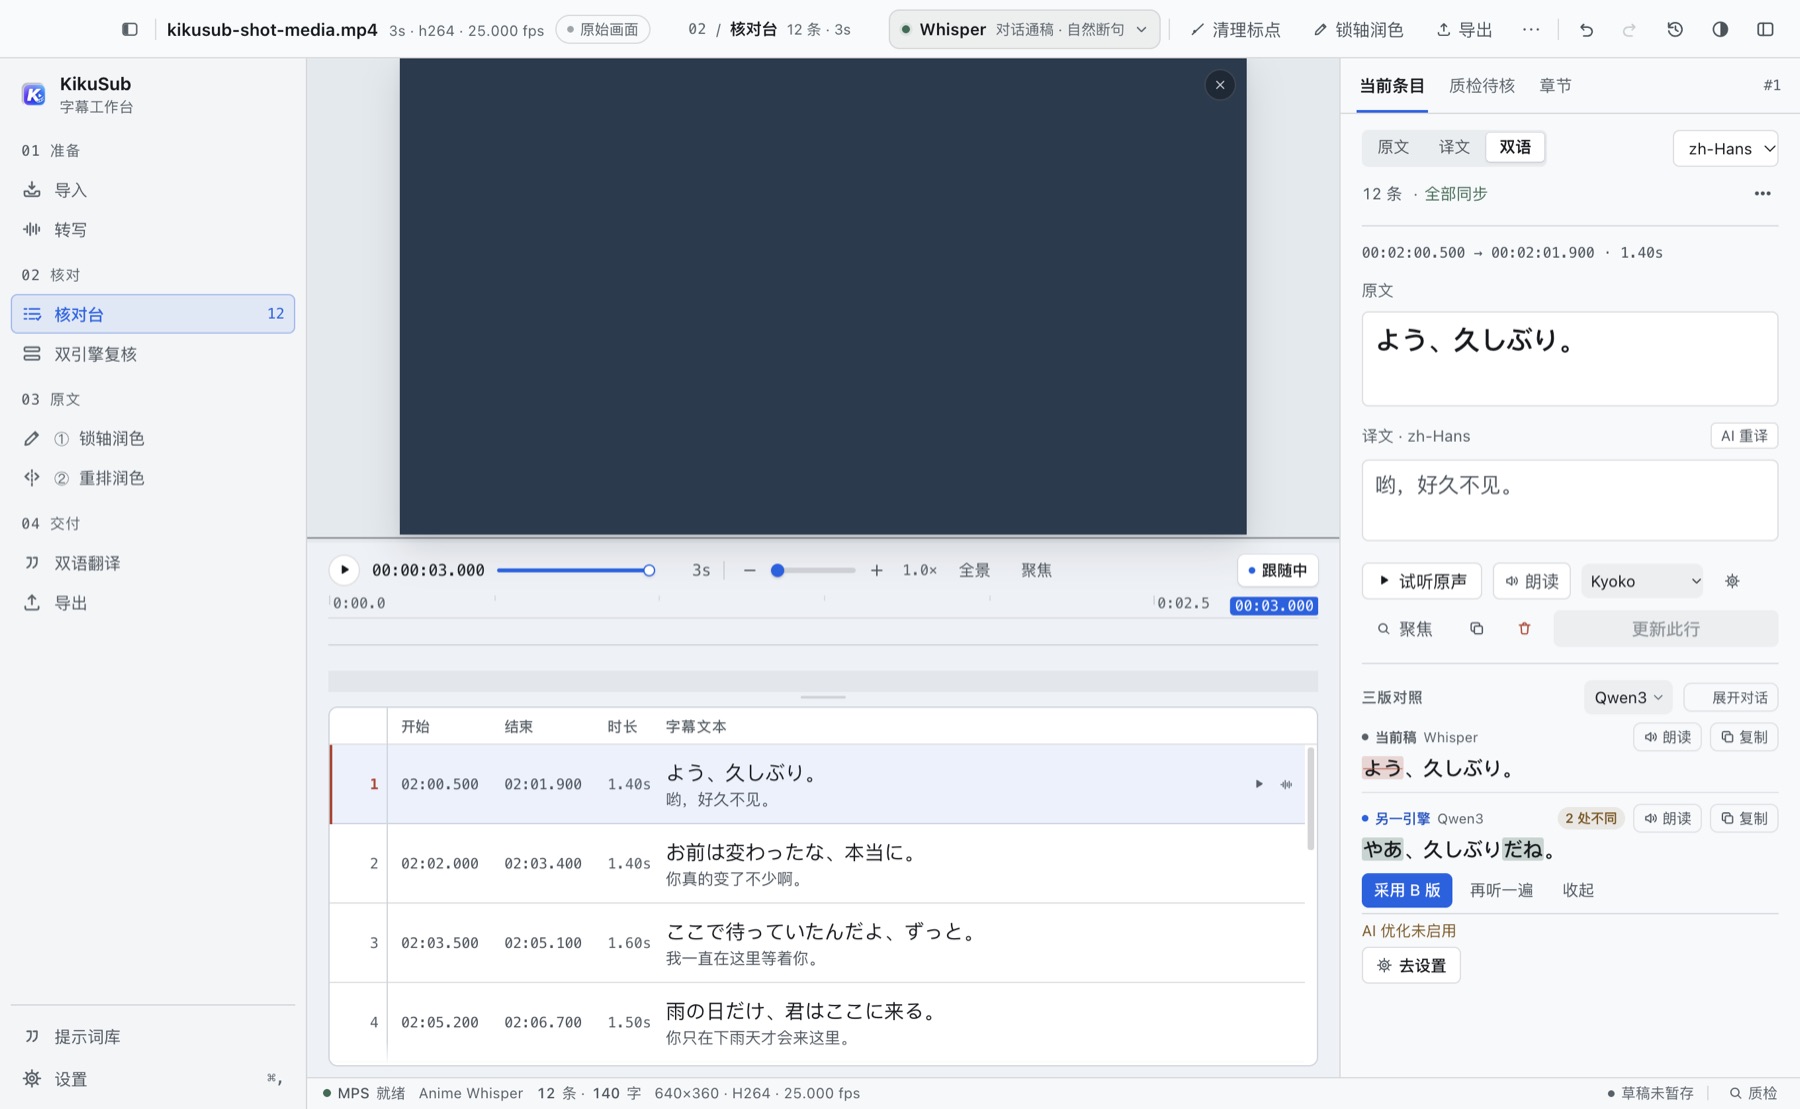 kikusub-shot-media.mp4 3s · h264 · 25.000 fps 原始画面
02 / 核对台 12 条 · 3s
Whisper 对话通稿 · 自然断句
清理标点 锁轴润色 导出 ···
KikuSub
字幕工作台
01 准备
导入
转写
02 核对
核对台 12
双引擎复核
03 原文
① 锁轴润色
② 重排润色
04 交付
双语翻译
导出
提示词库
设置 ⌘,
00:00:03.000 3s − + 1.0× 全景 聚焦 跟随中
0:00.0 0:02.5 00:03.000
开始 结束 时长 字幕文本
1 02:00.500 02:01.900 1.40s よう、久しぶり。
哟，好久不见。
2 02:02.000 02:03.400 1.40s お前は変わったな、本当に。
你真的变了不少啊。
3 02:03.500 02:05.100 1.60s ここで待っていたんだよ、ずっと。
我一直在这里等着你。
4 02:05.200 02:06.700 1.50s 雨の日だけ、君はここに来る。
你只在下雨天才会来这里。
MPS 就绪 Anime Whisper 12 条 · 140 字 640×360 · H264 · 25.000 fps
草稿未暂存 质检
当前条目 质检待核 章节 #1
原文 译文 双语 zh-Hans
12 条 · 全部同步 •••
00:02:00.500 → 00:02:01.900 · 1.40s
原文
よう、久しぶり。
译文 · zh-Hans AI 重译
哟，好久不见。
试听原声 朗读 Kyoko
聚焦 更新此行
三版对照 Qwen3 展开对话
当前稿 Whisper 朗读 复制
よう、久しぶり。
另一引擎 Qwen3 2 处不同 朗读 复制
やあ、久しぶりだね。
采用 B 版 再听一遍 收起
AI 优化未启用
去设置